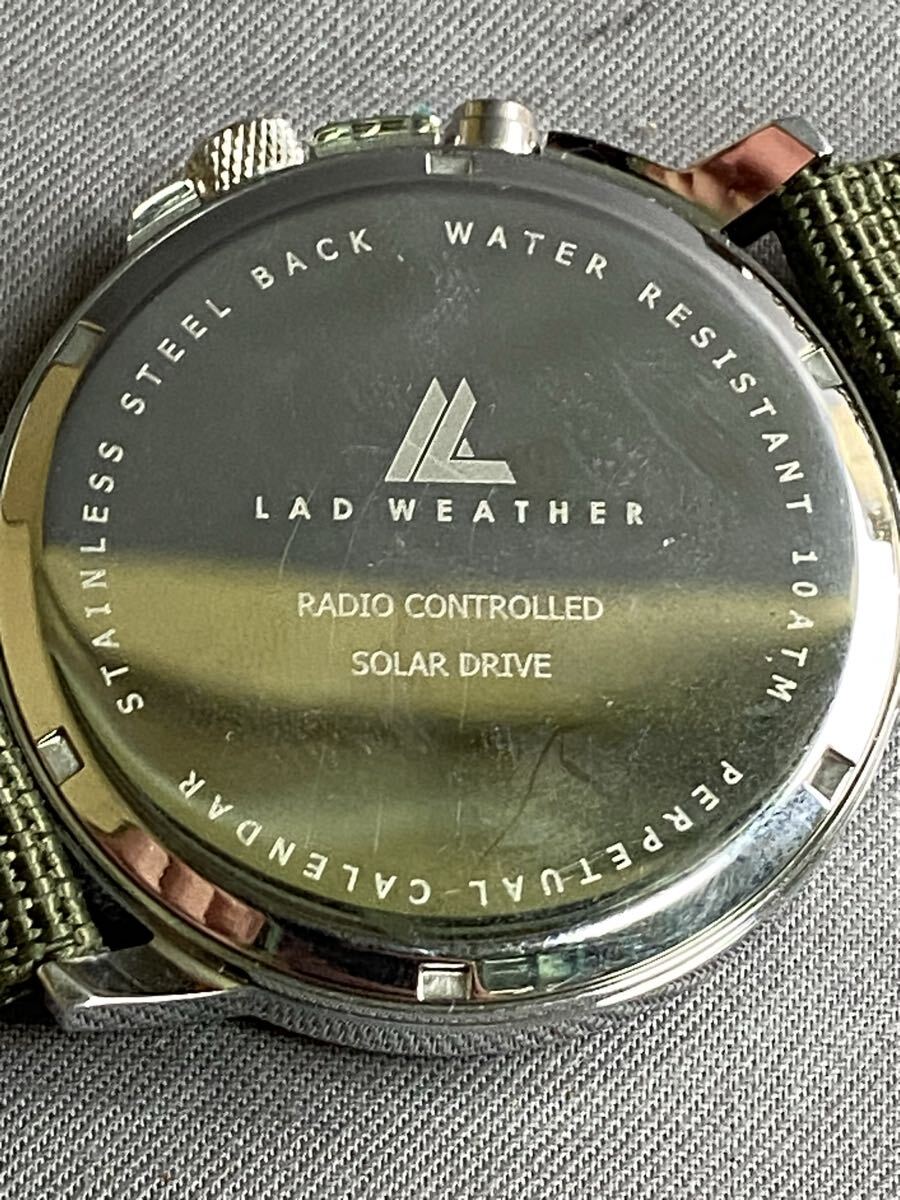 STAINLESS STEEL BACK
WATER RESISTANT 10ATM
PERPETUAL CALENDAR
LAD WEATHER
RADIO CONTROLLED
SOLAR DRIVE